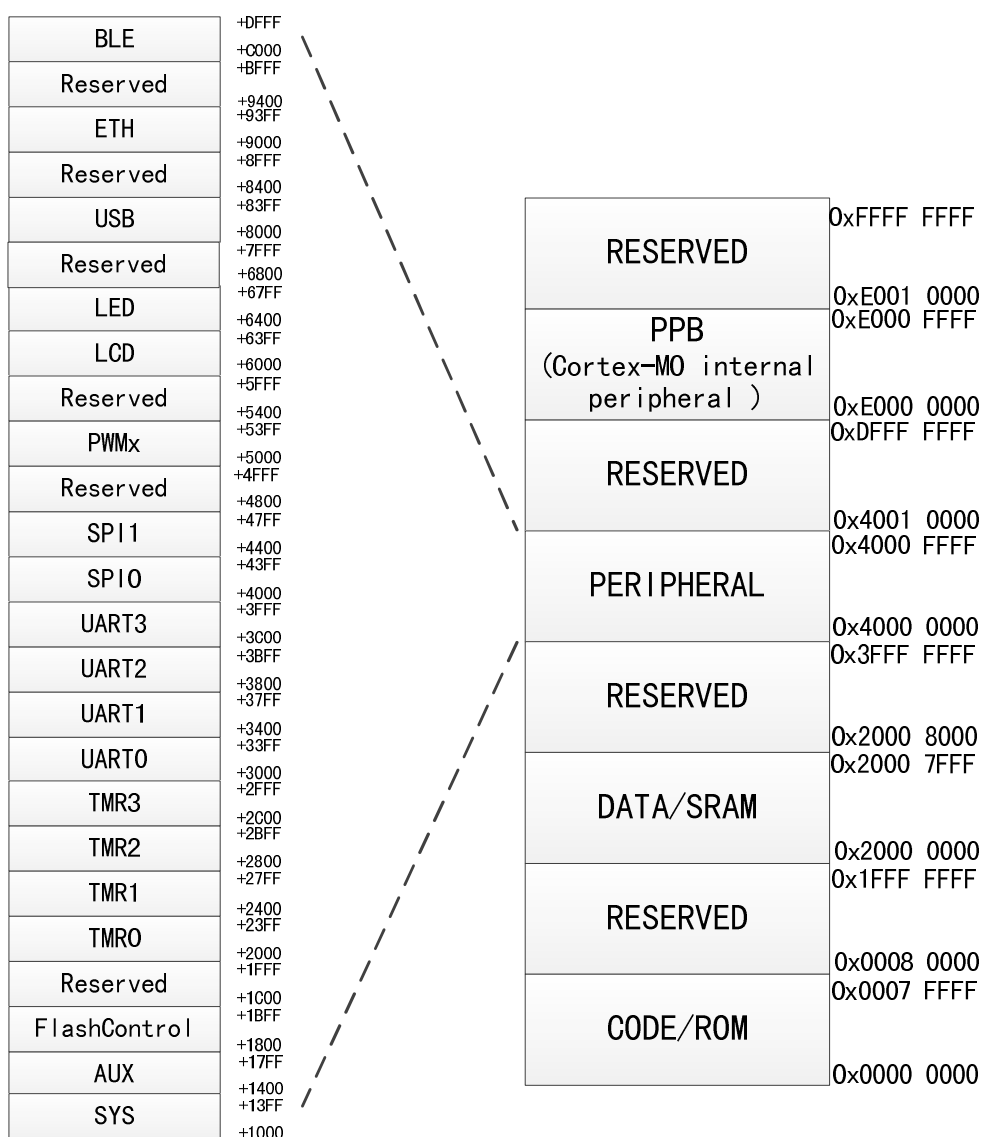 BLE
+DFFF
+C000
Reserved
+BFFF
+9400
ETH
+93FF
+9000
Reserved
+8FFF
+8400
USB
+83FF
+8000
Reserved
+7FFF
+6800
LED
+67FF
+6400
LCD
+63FF
+6000
Reserved
+5FFF
+5400
PWMx
+53FF
+5000
Reserved
+4FFF
+4800
SPI1
+47FF
+4400
SPI0
+43FF
+4000
UART3
+3FFF
+3C00
UART2
+3BFF
+3800
UART1
+37FF
+3400
UART0
+33FF
+3000
TMR3
+2FFF
+2C00
TMR2
+2BFF
+2800
TMR1
+27FF
+2400
TMR0
+23FF
+2000
Reserved
+1FFF
+1C00
FlashControl
+1BFF
+1800
AUX
+17FF
+1400
SYS
+13FF
+1000
RESERVED
0xFFFF FFFF
0xE001 0000
PPB
(Cortex-M0 internal
peripheral )
0xE000 FFFF
0xE000 0000
RESERVED
0xDFFF FFFF
0x4001 0000
PERIPHERAL
0x4000 FFFF
0x4000 0000
RESERVED
0x3FFF FFFF
0x2000 8000
DATA/SRAM
0x2000 7FFF
0x2000 0000
RESERVED
0x1FFF FFFF
0x0008 0000
CODE/ROM
0x0007 FFFF
0x0000 0000